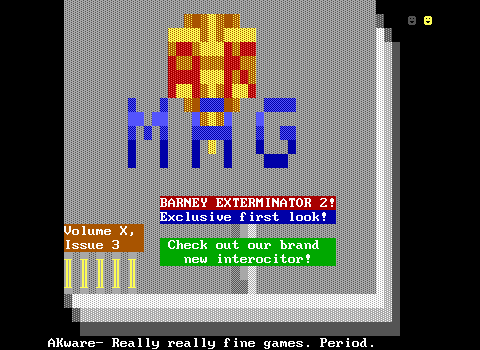 MAG
BARNEY EXTERMINATOR 2!
Exclusive first look!
Volume X,
Issue 3
Check out our brand
new interocitor!
AKware- Really really fine games. Period.